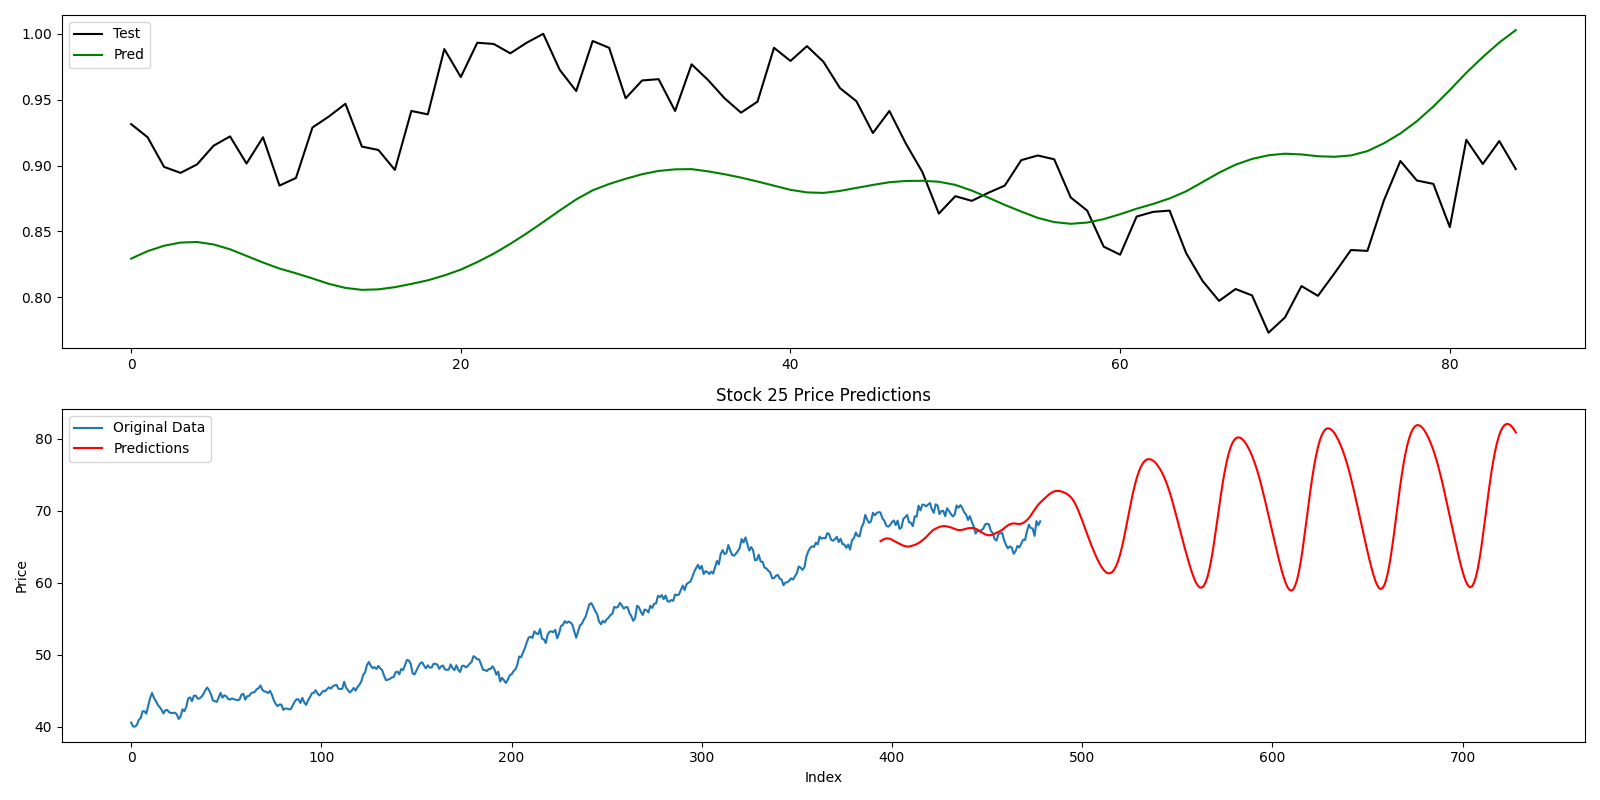 Test
Pred
1.00
0.95
0.90
0.85
0.80
0 20 40 60 80
Stock 25 Price Predictions
Original Data
Predictions
Price
80
70
60
50
40
0 100 200 300 400 500 600 700
Index